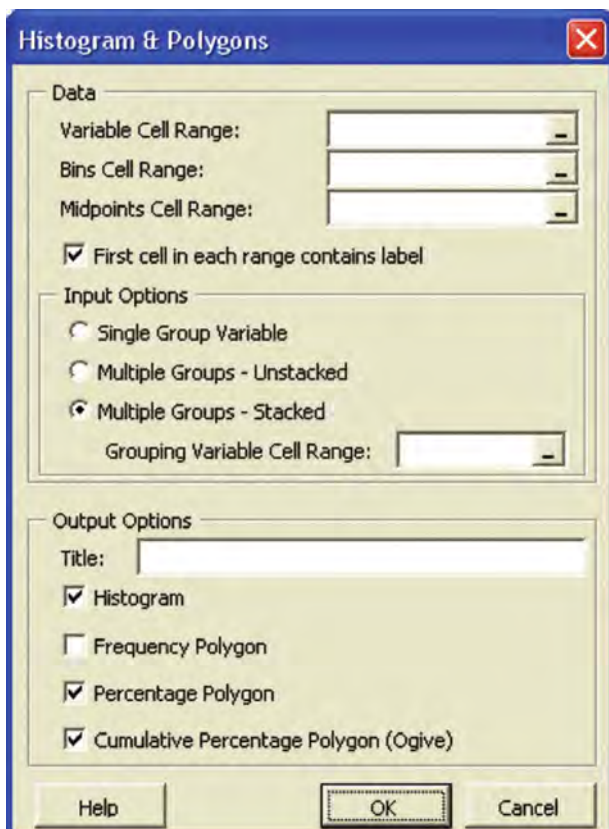 Histogram & Polygons
Data
Variable Cell Range:
Bins Cell Range:
Midpoints Cell Range:
First cell in each range contains label
Input Options
Single Group Variable
Multiple Groups - Unstacked
Multiple Groups - Stacked
Grouping Variable Cell Range:
Output Options
Title:
Histogram
Frequency Polygon
Percentage Polygon
Cumulative Percentage Polygon (Ogive)
Help OK Cancel